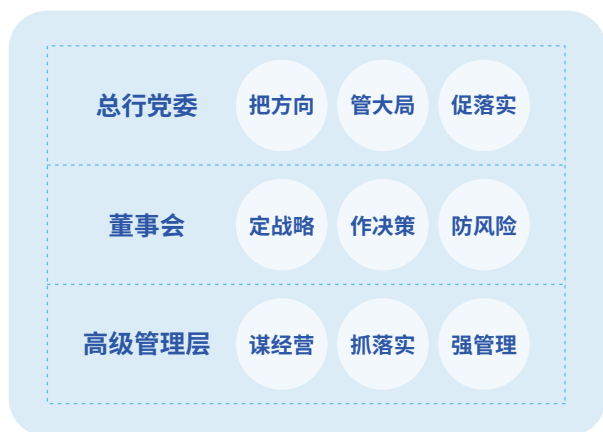 总行党委 把方向 管大局 促落实
董事会 定战略 作决策 防风险
高级管理层 谋经营 抓落实 强管理